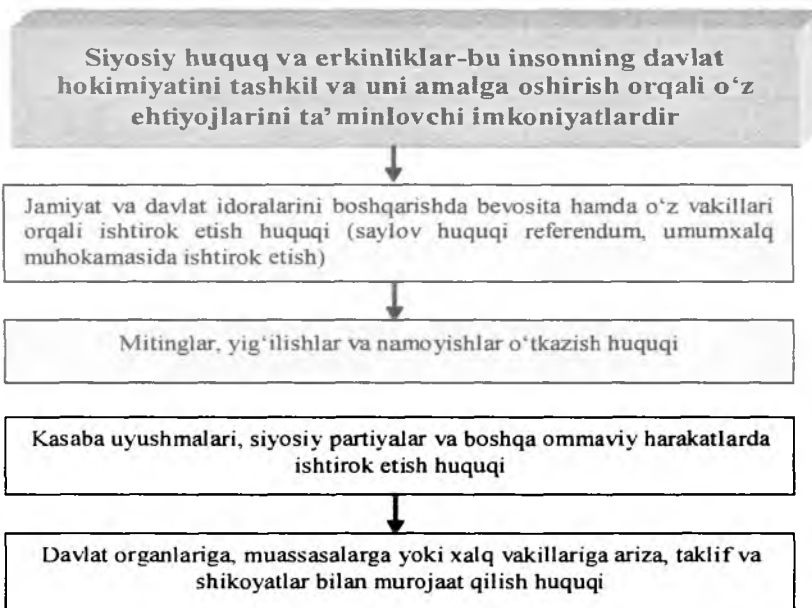 Siyosiy huquq va erkinliklar-bu insonning davlat
hokimiyatini tashkil va uni amalga oshirish orqali o‘z
ehtiyojlarini ta’minlovchi imkoniyatlardir
Jamiyat va davlat idoralarini boshqarishda bevosita hamda o‘z vakillari
orqali ishtirok etish huquqi (saylov huquqi referendum, umumxalq
muhokamasida ishtirok etish)
Mitinglar, yig‘ilishlar va namoyishlar o‘tkazish huquqi
Kasaba uyushmalari, siyosiy partiyalar va boshqa ommaviy harakatlarda
ishtirok etish huquqi
Davlat organlariga, muassasalarga yoki xalq vakillariga ariza, taklif va
shikoyatlar bilan murojaat qilish huquqi